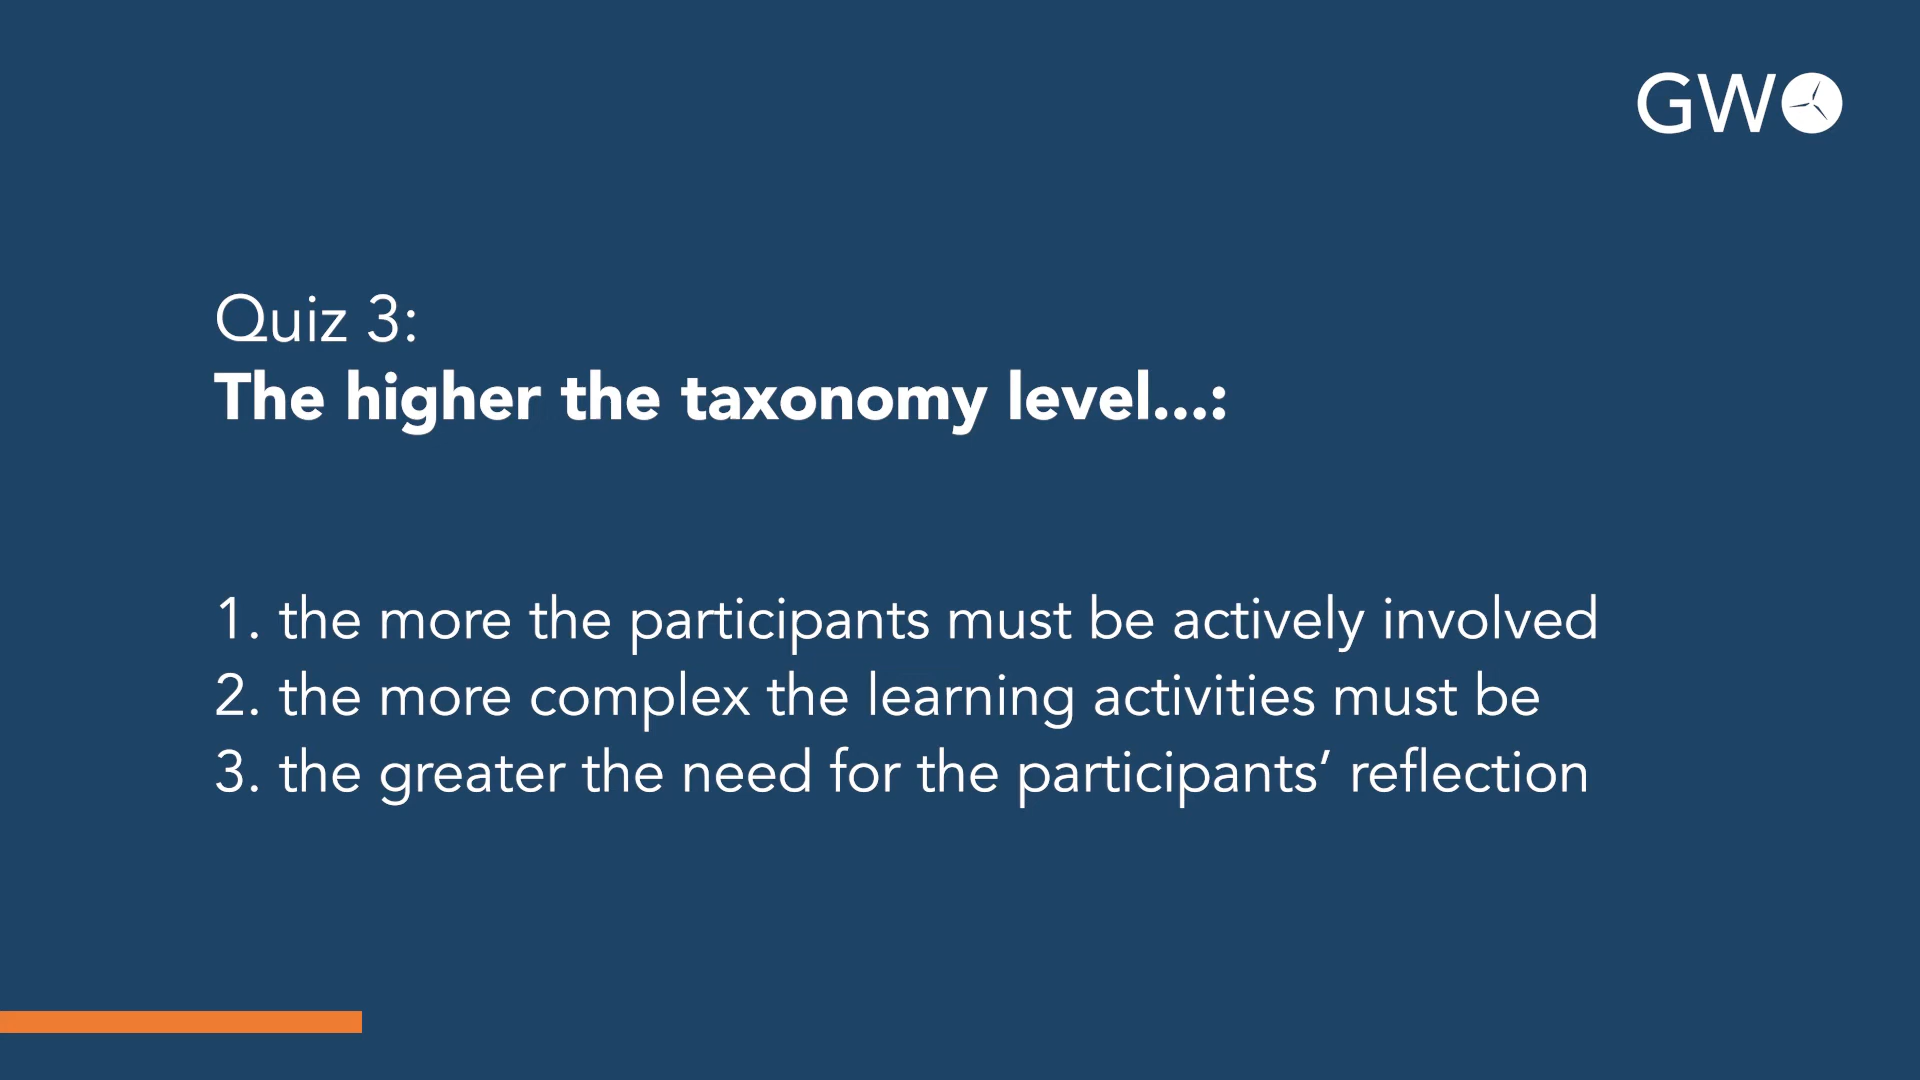 GWO
Quiz 3:
The higher the taxonomy level...:
1. the more the participants must be actively involved
2. the more complex the learning activities must be
3. the greater the need for the participants’ reflection